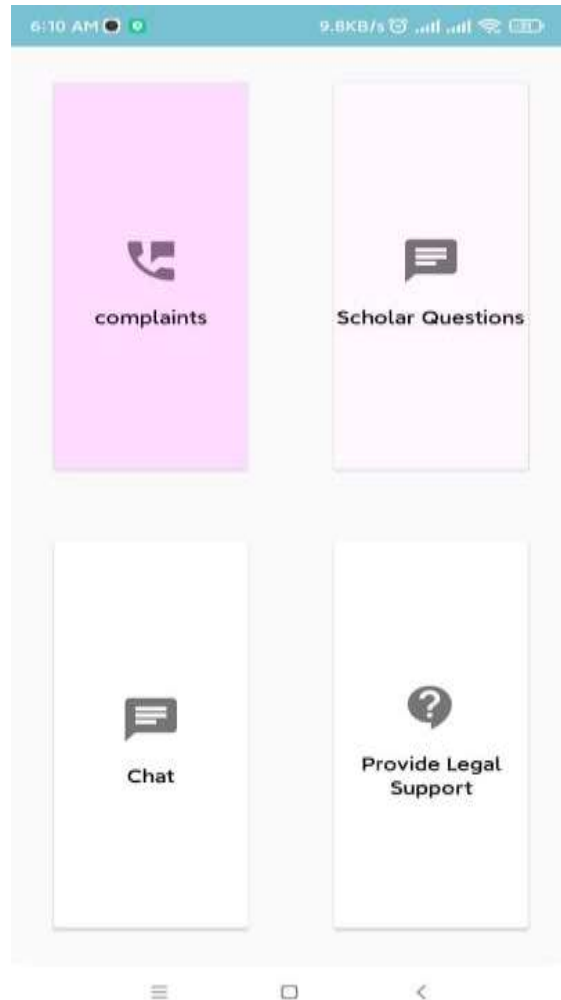 6:10 AM
9.8KB/s
complaints
Scholar Questions
Chat
Provide Legal
Support